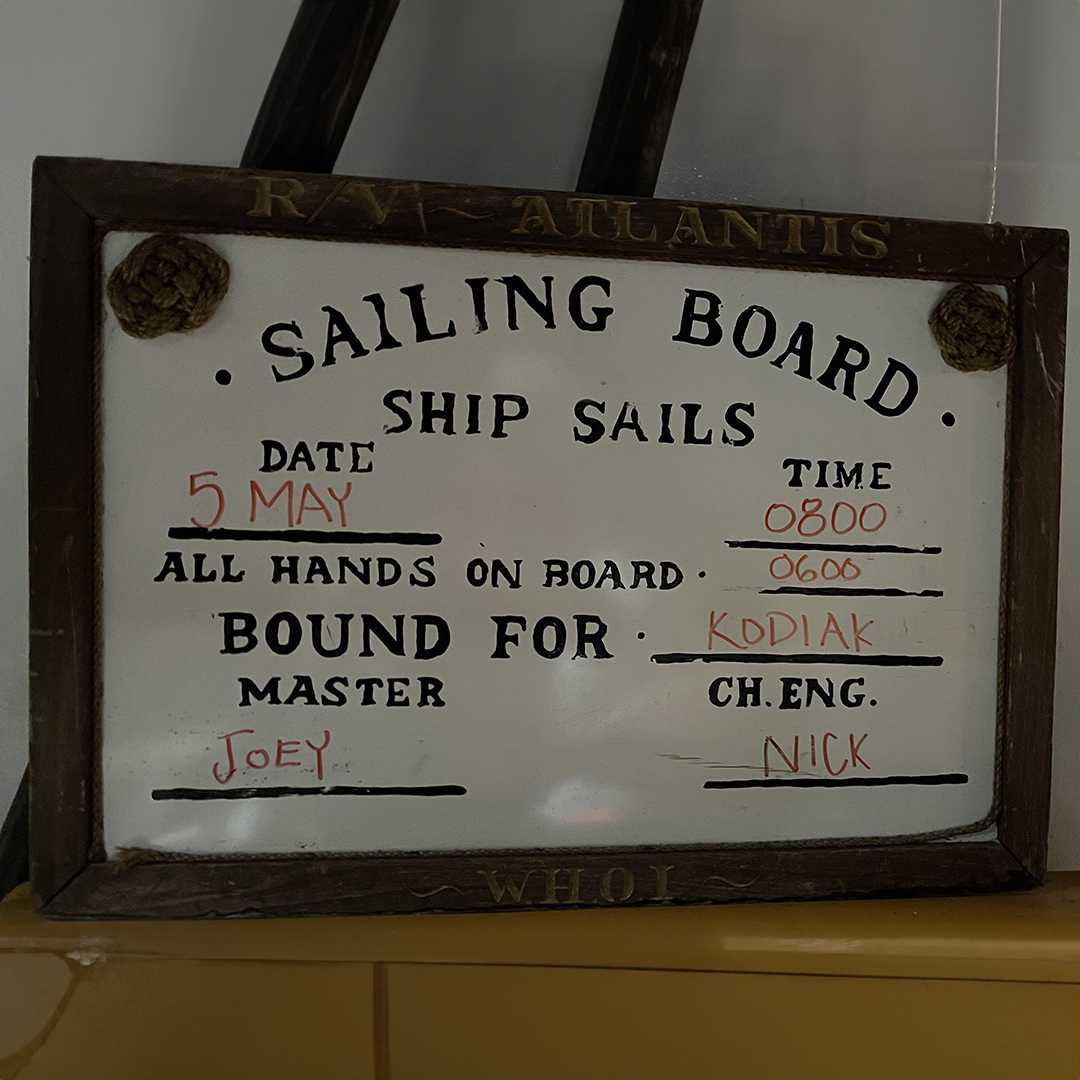 R/V ~ ATLANTIS
· SAILING BOARD ·
SHIP SAILS
DATE TIME
5 MAY 0800
ALL HANDS ON BOARD · 0600
BOUND FOR · KODIAK
MASTER CH. ENG.
JOEY NICK
~ WHOI ~